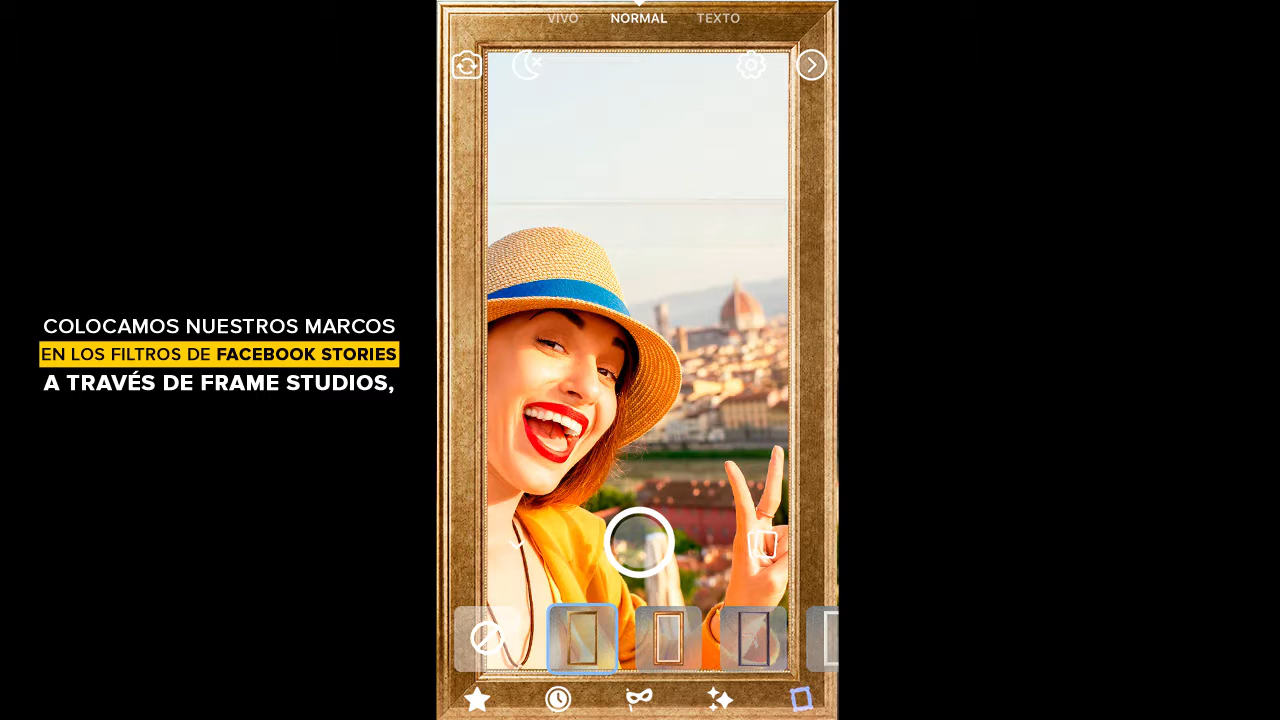 VIVO NORMAL TEXTO
COLOCAMOS NUESTROS MARCOS
EN LOS FILTROS DE FACEBOOK STORIES
A TRAVÉS DE FRAME STUDIOS,